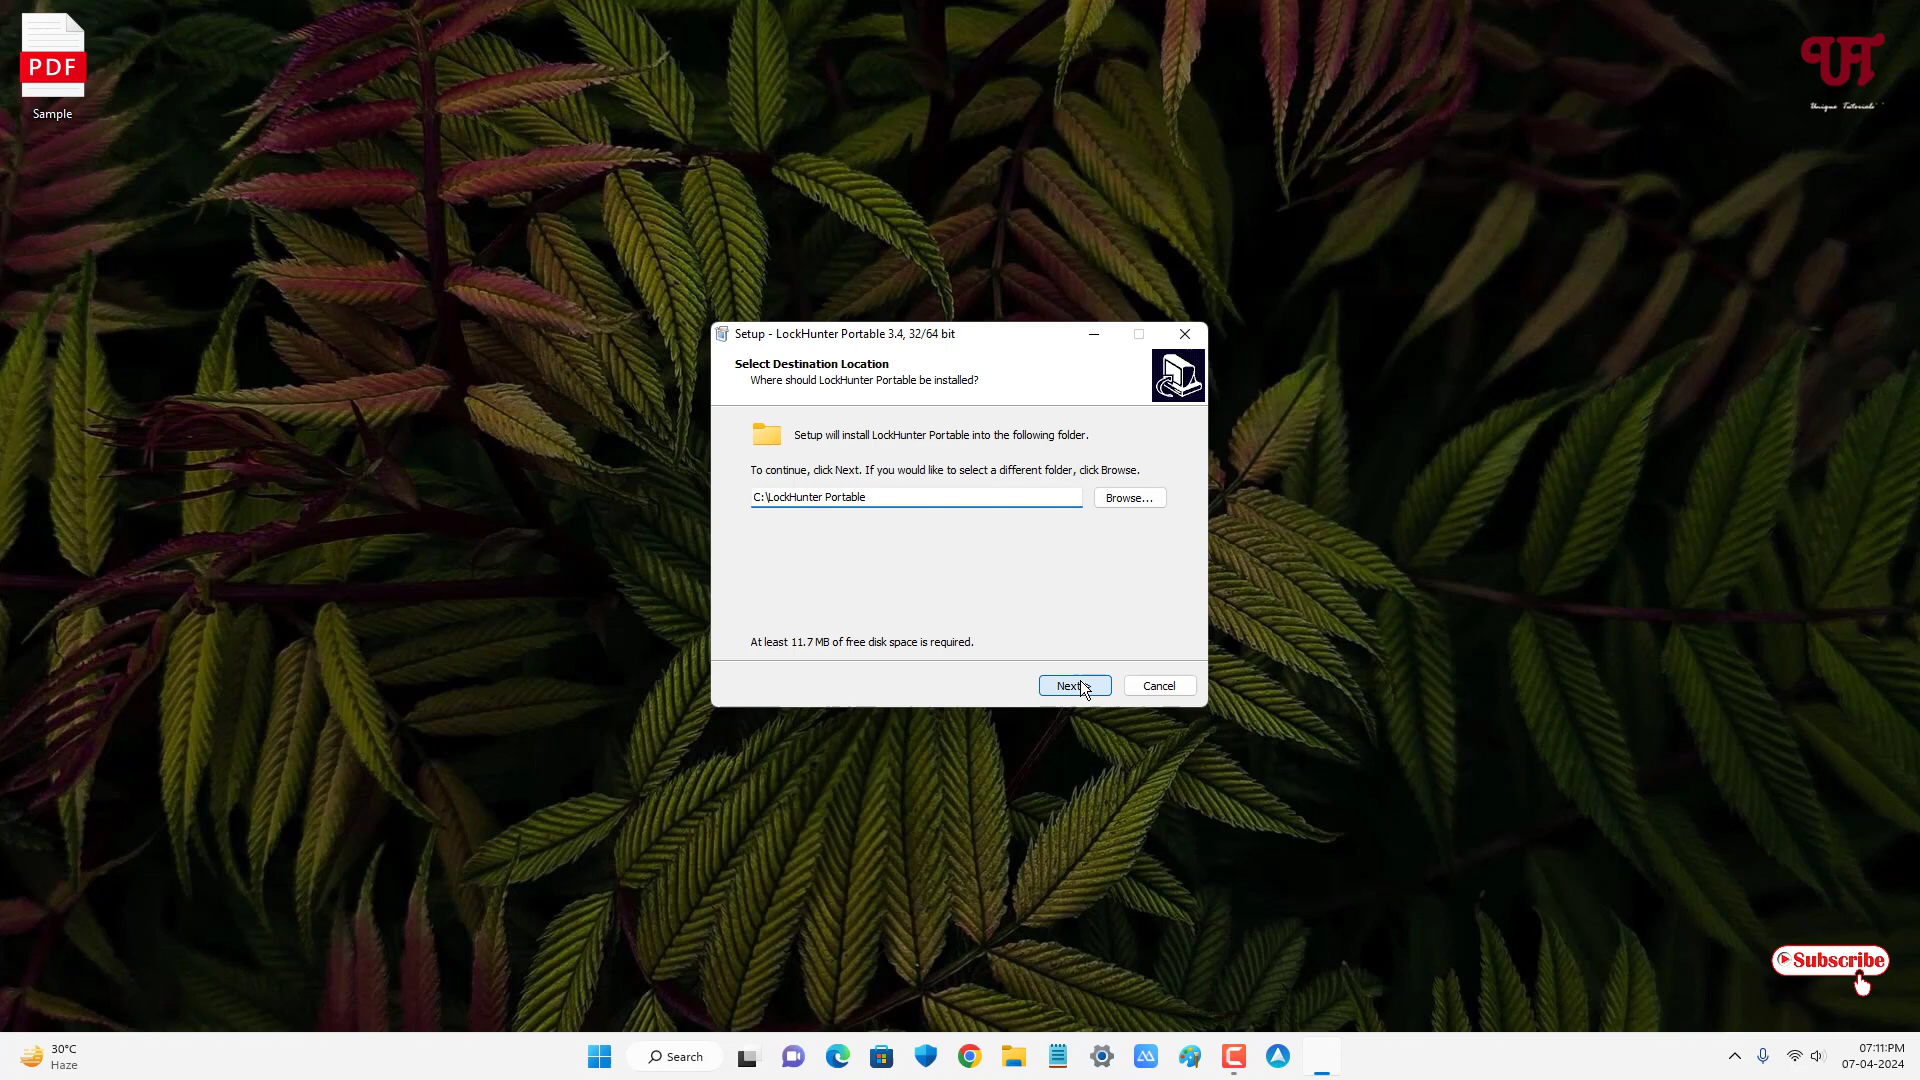 PDF
Sample
Unique Tutorials
Setup - LockHunter Portable 3.4, 32/64 bit
Select Destination Location
Where should LockHunter Portable be installed?
Setup will install LockHunter Portable into the following folder.
To continue, click Next. If you would like to select a different folder, click Browse.
C:\LockHunter Portable
Browse...
At least 11.7 MB of free disk space is required.
Next
Cancel
Subscribe
30°C
Haze
Search
07:11:PM
07-04-2024